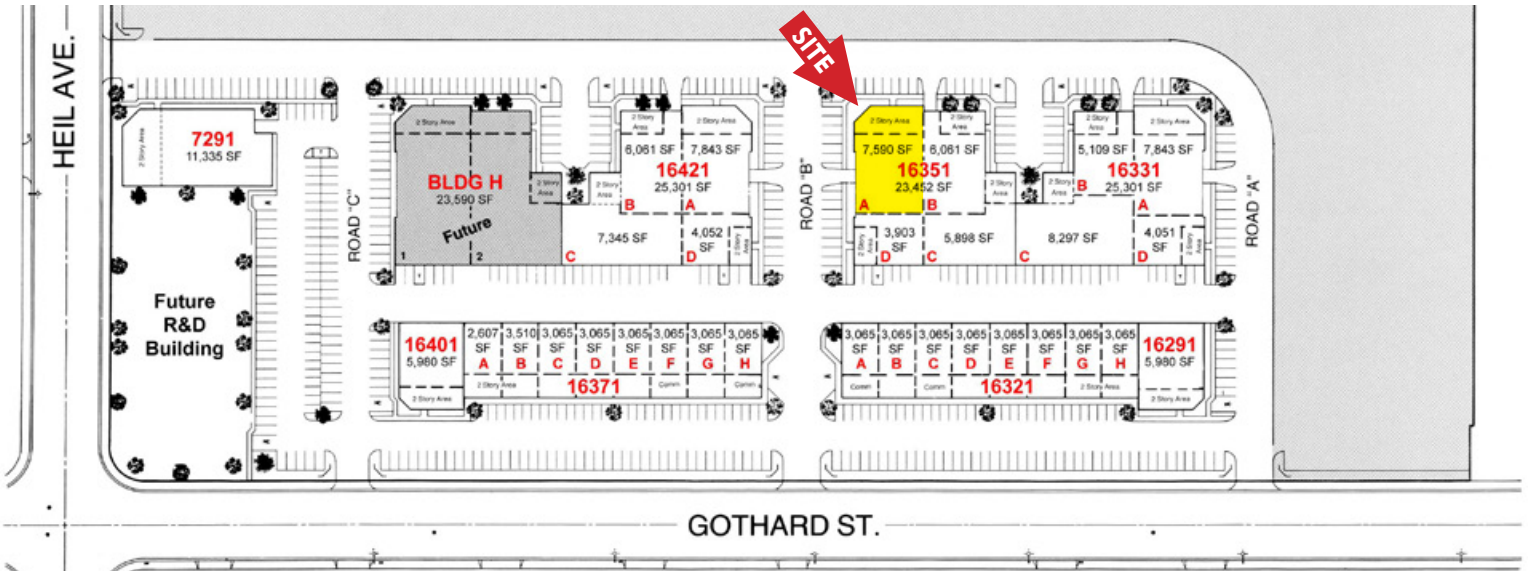 HEIL AVE.
SITE
2 Story Area
7291
11,335 SF
Future
R&D
Building
ROAD "C"
2 Story Area
BLDG H
23,590 SF
Future
2 Story
Area
1
2
2 Story
Area
2 Story Area
6,061 SF
7,843 SF
16421
25,301 SF
2 Story
Area
B
A
7,345 SF
4,052
SF
2 Story
Area
C
D
ROAD "B"
2 Story Area
2 Story
Area
7,590 SF
6,061 SF
16351
23,452 SF
2 Story
Area
A
B
3,903
SF
2 Story
Area
D
5,898 SF
C
2 Story
Area
2 Story Area
5,109 SF
7,843 SF
16331
25,301 SF
2 Story
Area
B
A
8,297 SF
C
4,051
SF
2 Story
Area
D
ROAD "A"
16401
5,980 SF
2 Story Area
2,607
SF
A
3,510
SF
B
3,065
SF
C
3,065
SF
D
3,065
SF
E
3,065
SF
F
3,065
SF
G
3,065
SF
H
2 Story Area
16371
Comm
Comm
3,065
SF
A
3,065
SF
B
3,065
SF
C
3,065
SF
D
3,065
SF
E
3,065
SF
F
3,065
SF
G
3,065
SF
H
Comm
Comm
16321
2 Story Area
16291
5,980 SF
2 Story Area
GOTHARD ST.